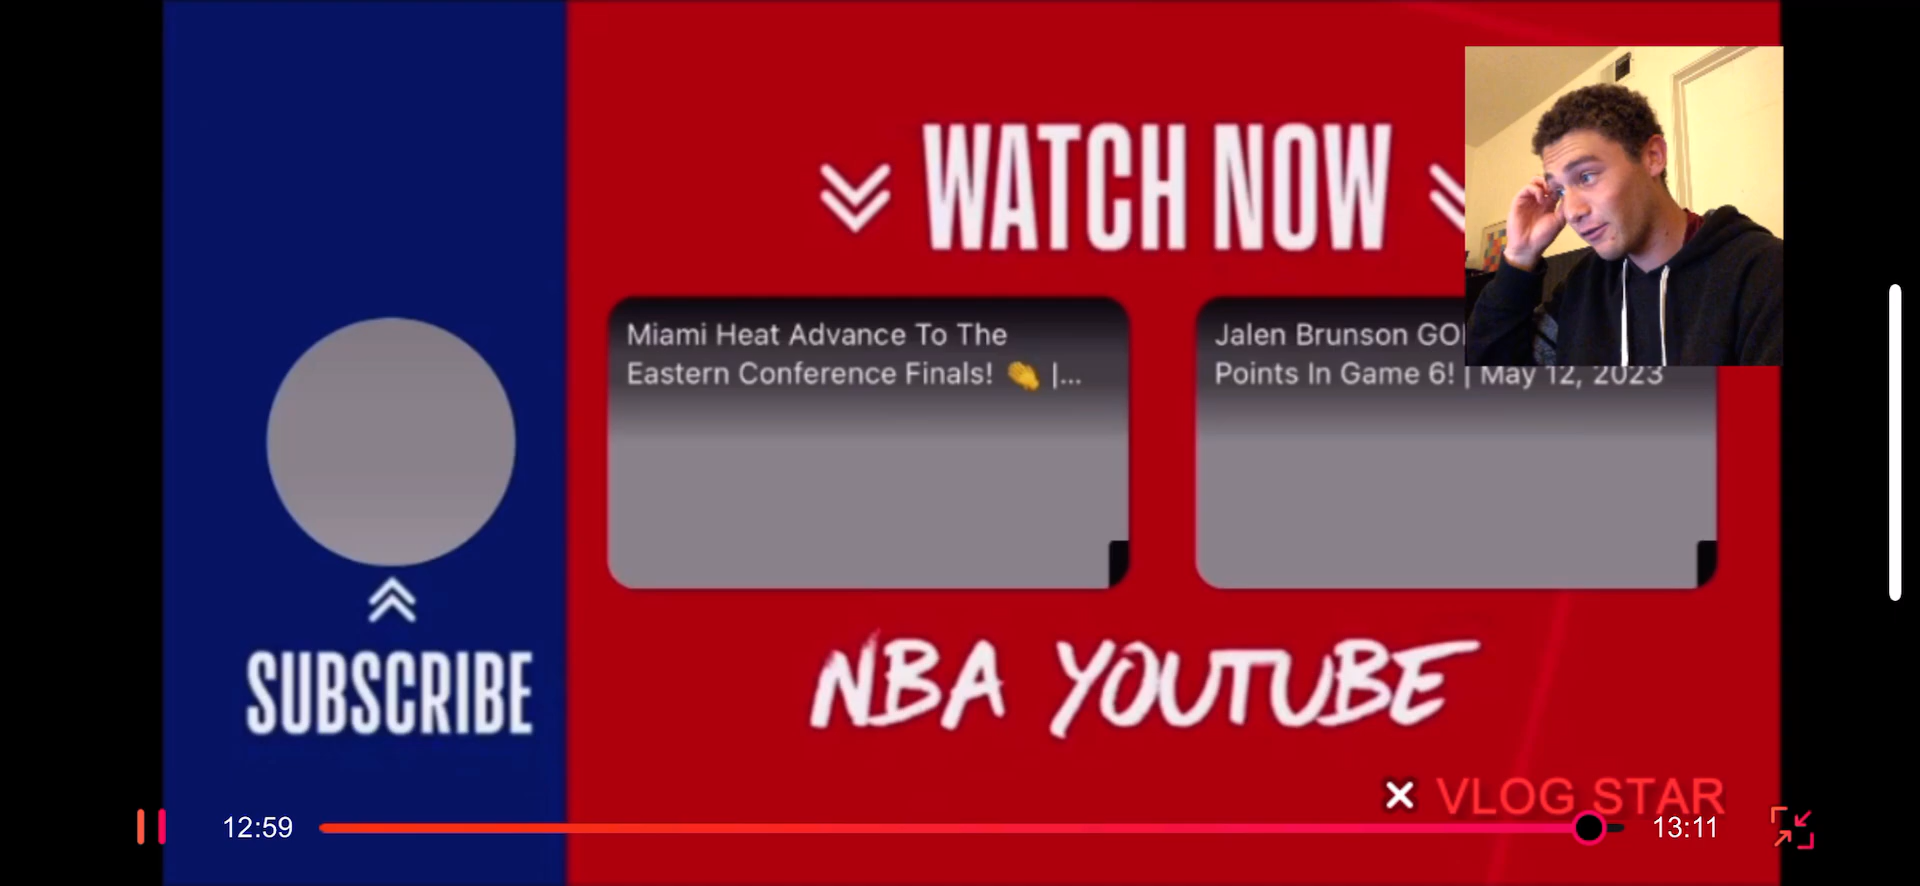 WATCH NOW
Miami Heat Advance To The
Eastern Conference Finals! 👏 |...
Jalen Brunson
Points In Game 6! | May 12, 2023
SUBSCRIBE
NBA YOUTUBE
× VLOG STAR
12:59
13:11